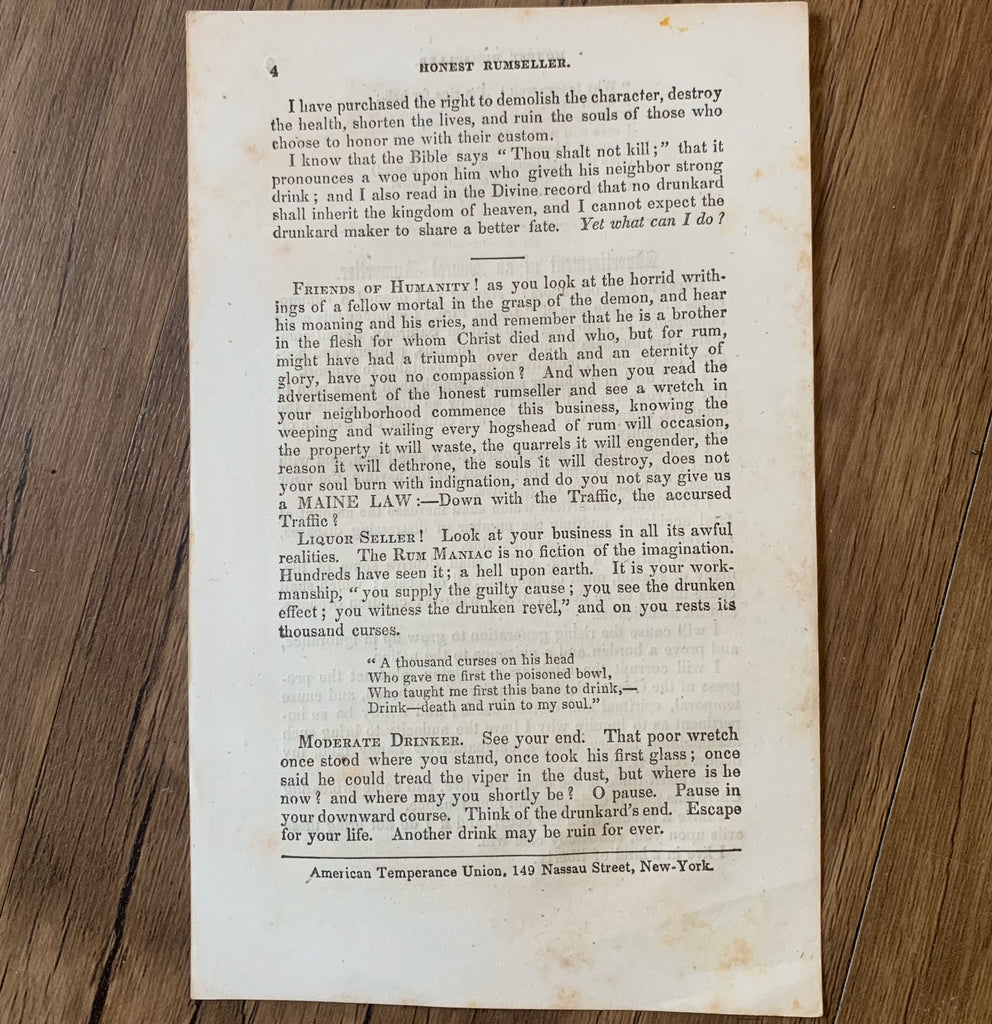 4
HONEST RUMSELLER.
I have purchased the right to demolish the character, destroy
the health, shorten the lives, and ruin the souls of those who
choose to honor me with their custom.
I know that the Bible says "Thou shalt not kill;" that it
pronounces a woe upon him who giveth his neighbor strong
drink; and I also read in the Divine record that no drunkard
shall inherit the kingdom of heaven, and I cannot expect the
drunkard maker to share a better fate. Yet what can I do?
FRIENDS OF HUMANITY! as you look at the horrid writh-
ings of a fellow mortal in the grasp of the demon, and hear
his moaning and his cries, and remember that he is a brother
in the flesh for whom Christ died and who, but for rum,
might have had a triumph over death and an eternity of
glory, have you no compassion? And when you read the
advertisement of the honest rumseller and see a wretch in
your neighborhood commence this business, knowing the
weeping and wailing every hogshead of rum will occasion,
the property it will waste, the quarrels it will engender, the
reason it will dethrone, the souls it will destroy, does not
your soul burn with indignation, and do you not say give us
a MAINE LAW:—Down with the Traffic, the accursed
Traffic?
LIQUOR SELLER! Look at your business in all its awful
realities. The RUM MANIAC is no fiction of the imagination.
Hundreds have seen it; a hell upon earth. It is your work-
manship, "you supply the guilty cause; you see the drunken
effect; you witness the drunken revel," and on you rests its
thousand curses.
"A thousand curses on his head
Who gave me first the poisoned bowl,
Who taught me first this bane to drink,—
Drink—death and ruin to my soul."
MODERATE DRINKER. See your end. That poor wretch
once stood where you stand, once took his first glass; once
said he could tread the viper in the dust, but where is he
now? and where may you shortly be? O pause. Pause in
your downward course. Think of the drunkard's end. Escape
for your life. Another drink may be ruin for ever.
American Temperance Union, 149 Nassau Street, New-York.